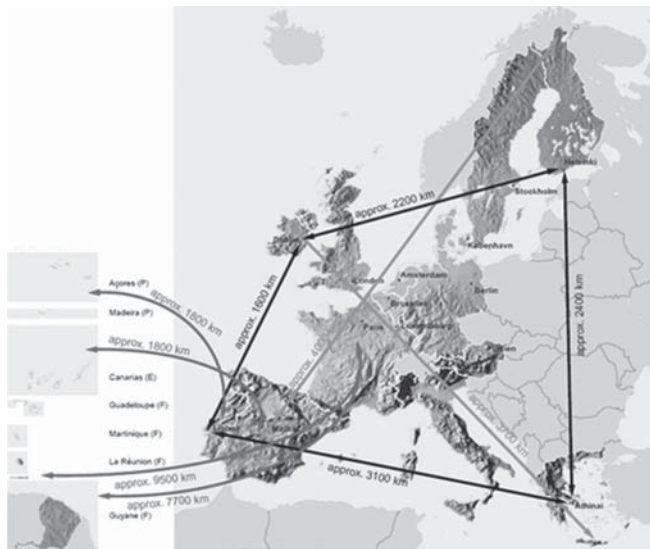 Helsinki
Stockholm
approx. 2200 km
København
approx. 2400 km
Açores (P)
approx. 1800
London
Amsterdam
Berlin
Madeira (P)
approx. 1600 km
Bruxelles
Paris
Luxembourg
approx. 1800 km
Wien
Canarias (E)
Guadeloupe (F)
Martinique (F)
La Réunion (F)
approx. 3100 km
approx. 9500 km
approx. 7700 km
Athinai
Guyane (F)